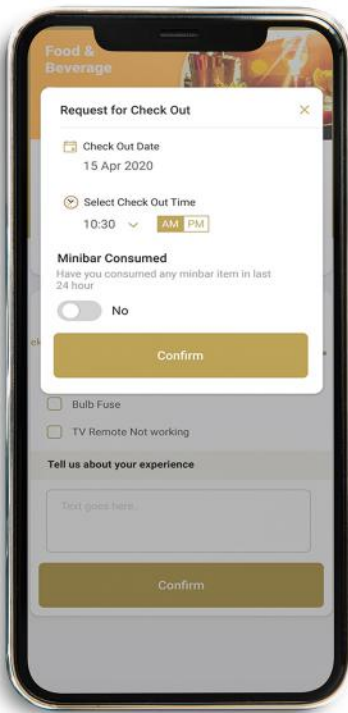 Food &
Beverage
Request for Check Out
Check Out Date
15 Apr 2020
Select Check Out Time
10:30 AM PM
Minibar Consumed
Have you consumed any minbar item in last
24 hour
No
Confirm
Bulb Fuse
TV Remote Not working
Tell us about your experience
Text goes here..
Confirm